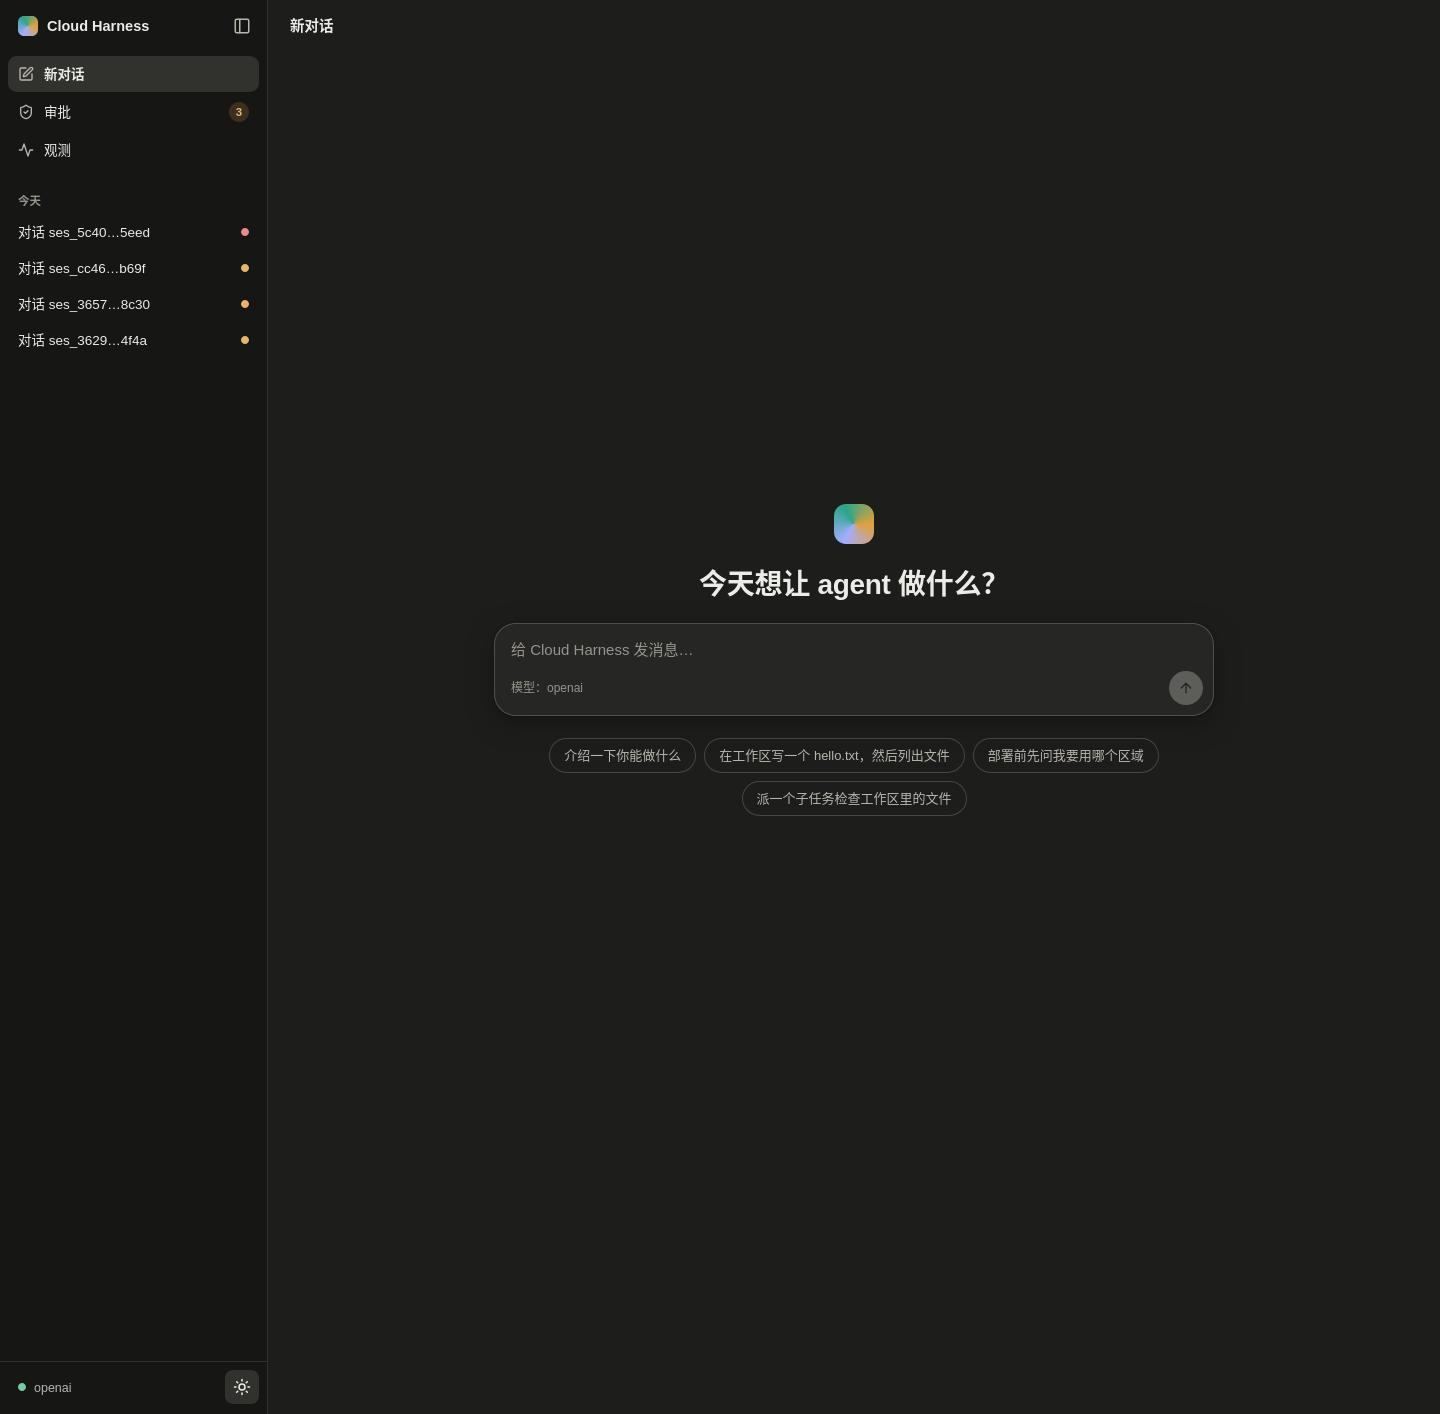 Cloud Harness
新对话
审批 3
观测
今天
对话 ses_5c40…5eed
对话 ses_cc46…b69f
对话 ses_3657…8c30
对话 ses_3629…4f4a
openai
新对话
今天想让 agent 做什么？
给 Cloud Harness 发消息…
模型：openai
介绍一下你能做什么
在工作区写一个 hello.txt，然后列出文件
部署前先问我要用哪个区域
派一个子任务检查工作区里的文件